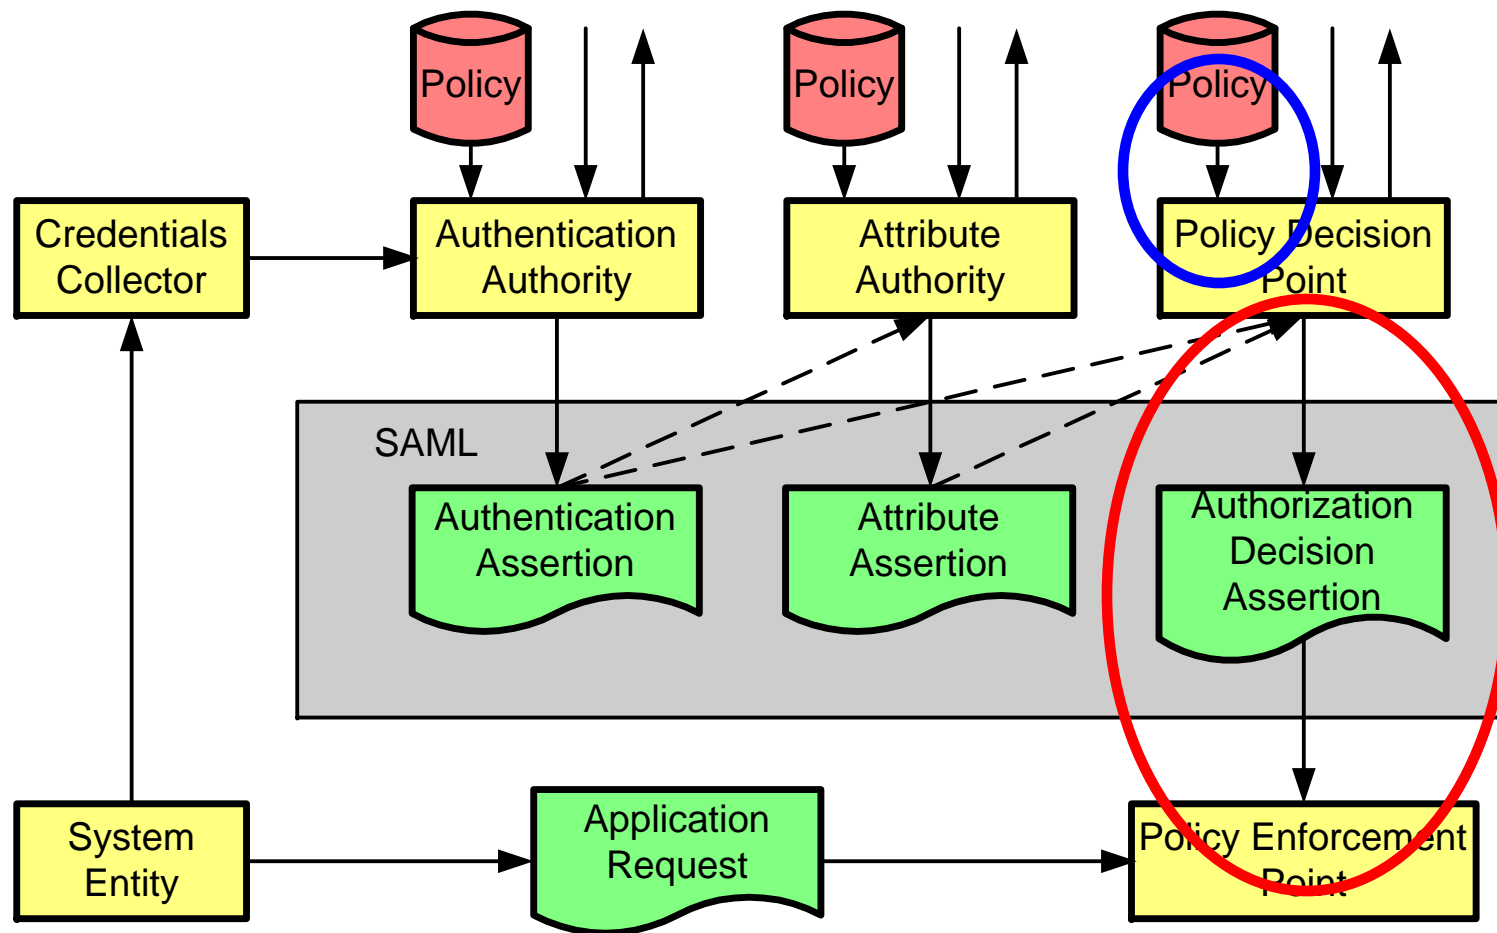 Policy
Policy
Policy
Credentials
Collector
Authentication
Authority
Attribute
Authority
Policy Decision
Point
SAML
Authentication
Assertion
Attribute
Assertion
Authorization
Decision
Assertion
System
Entity
Application
Request
Policy Enforcement
Point